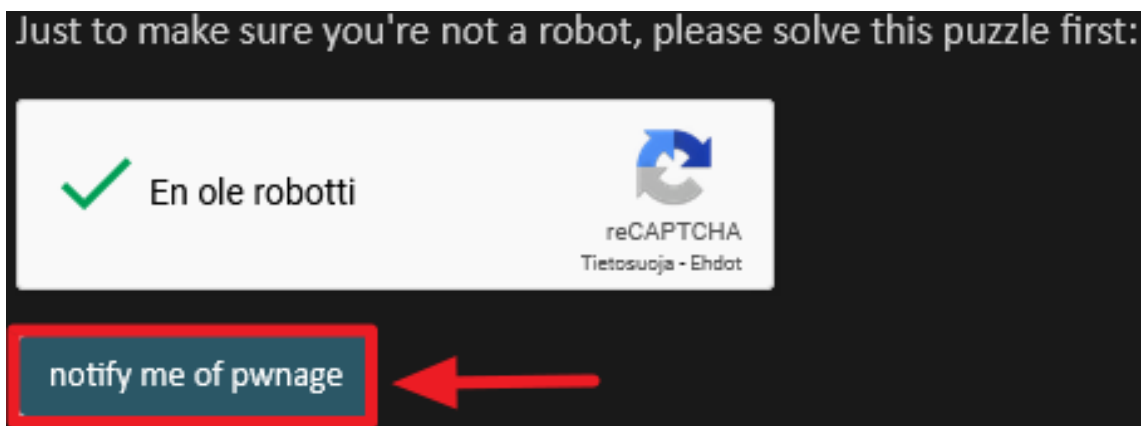 Just to make sure you're not a robot, please solve this puzzle first:
En ole robotti
reCAPTCHA
Tietosuoja - Ehdot
notify me of pwnage